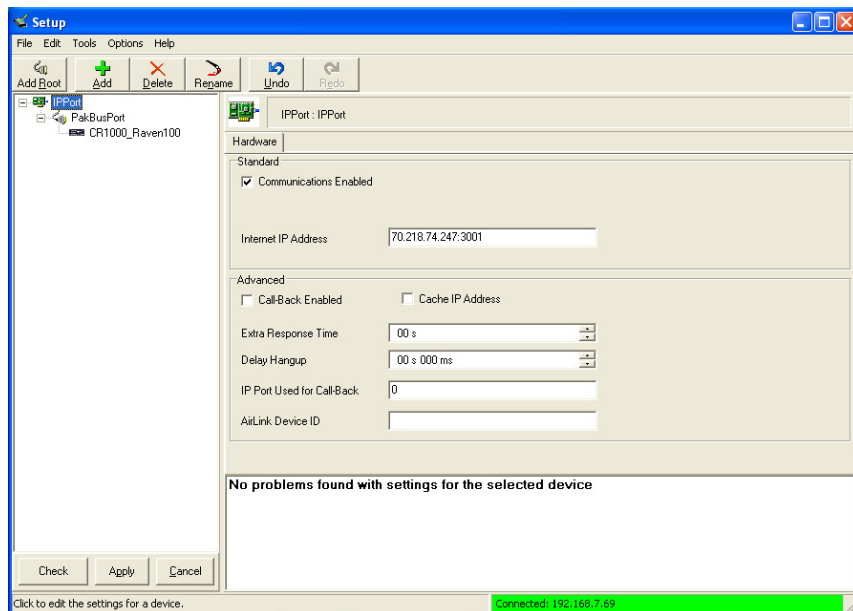 Setup
File Edit Tools Options Help
Add Root Add Delete Rename Undo Redo
IPPort
PakBusPort
CR1000_Raven100
IPPort : IPPort
Hardware
Standard
Communications Enabled
Internet IP Address 70.218.74.247:3001
Advanced
Call-Back Enabled Cache IP Address
Extra Response Time 00 s
Delay Hangup 00 s 000 ms
IP Port Used for Call-Back 0
AirLink Device ID
No problems found with settings for the selected device
Check Apply Cancel
Click to edit the settings for a device. Connected: 192.168.7.69